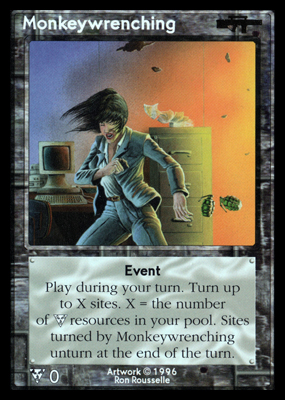 Monkeywrenching
Event
Play during your turn. Turn up
to X sites. X = the number
of resources in your pool. Sites
turned by Monkeywrenching
unturn at the end of the turn.
0
Artwork © 1996
Ron Rousselle